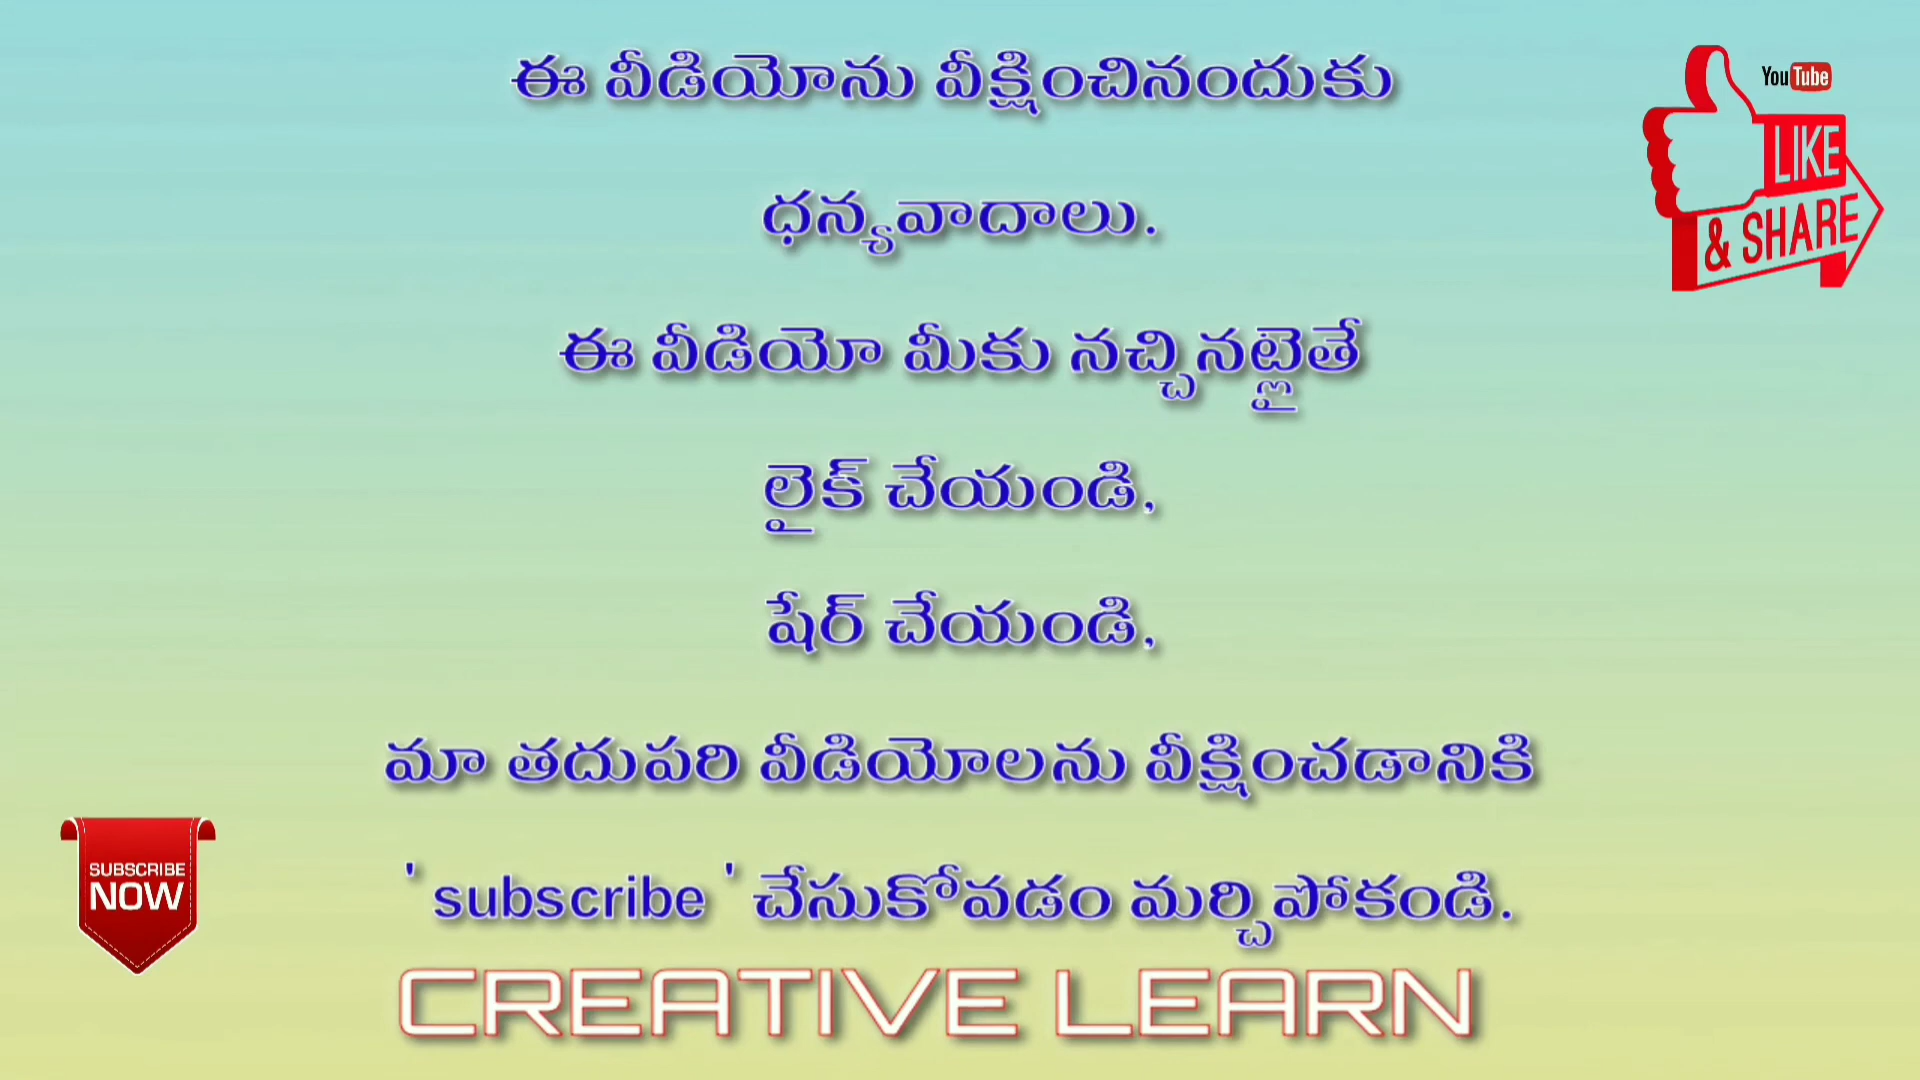 ఈ వీడియోను వీక్షించినందుకు
YouTube
LIKE
& SHARE
ధన్యవాదాలు.
ఈ వీడియో మీకు నచ్చినట్లైతే
లైక్ చేయండి,
షేర్ చేయండి,
మా తదుపరి వీడియోలను వీక్షించడానికి
SUBSCRIBE
NOW
' subscribe ' చేసుకోవడం మర్చిపోకండి.
CREATIVE LEARN